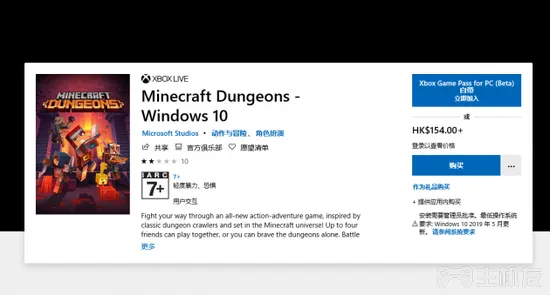 MINECRAFT
DUNGEONS
XBOX LIVE
Minecraft Dungeons -
Windows 10
Microsoft Studios • 动作与冒险、角色扮演
共享 官方俱乐部 愿望清单
10
IARC
7+
7+
轻度暴力、恐惧
用户交互
Fight your way through an all-new action-adventure game, inspired by
classic dungeon crawlers and set in the Minecraft universe! Up to four
friends can play together, or you can brave the dungeons alone. Battle
更多
Xbox Game Pass for PC (Beta)
自带
立即加入
或
HK$154.00+
登录以查看价格
购买
作为礼品购买
+ 提供应用内购买
安装需要管理员批准。最低操作系统
要求: Windows 10 2019 年 5 月更
新。请参阅系统要求